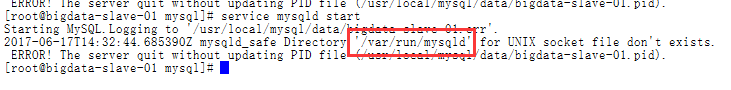 ERROR! The server quit without updating PID file (/usr/local/mysql/data/bigdata-slave-01.pid).
[root@bigdata-slave-01 mysql]# service mysqld start
Starting MySQL.Logging to '/usr/local/mysql/data/bigdata-slave-01.err'.
2017-06-17T14:32:44.685390Z mysqld_safe Directory '/var/run/mysqld' for UNIX socket file don't exists.
ERROR! The server quit without updating PID file (/usr/local/mysql/data/bigdata-slave-01.pid).
[root@bigdata-slave-01 mysql]#